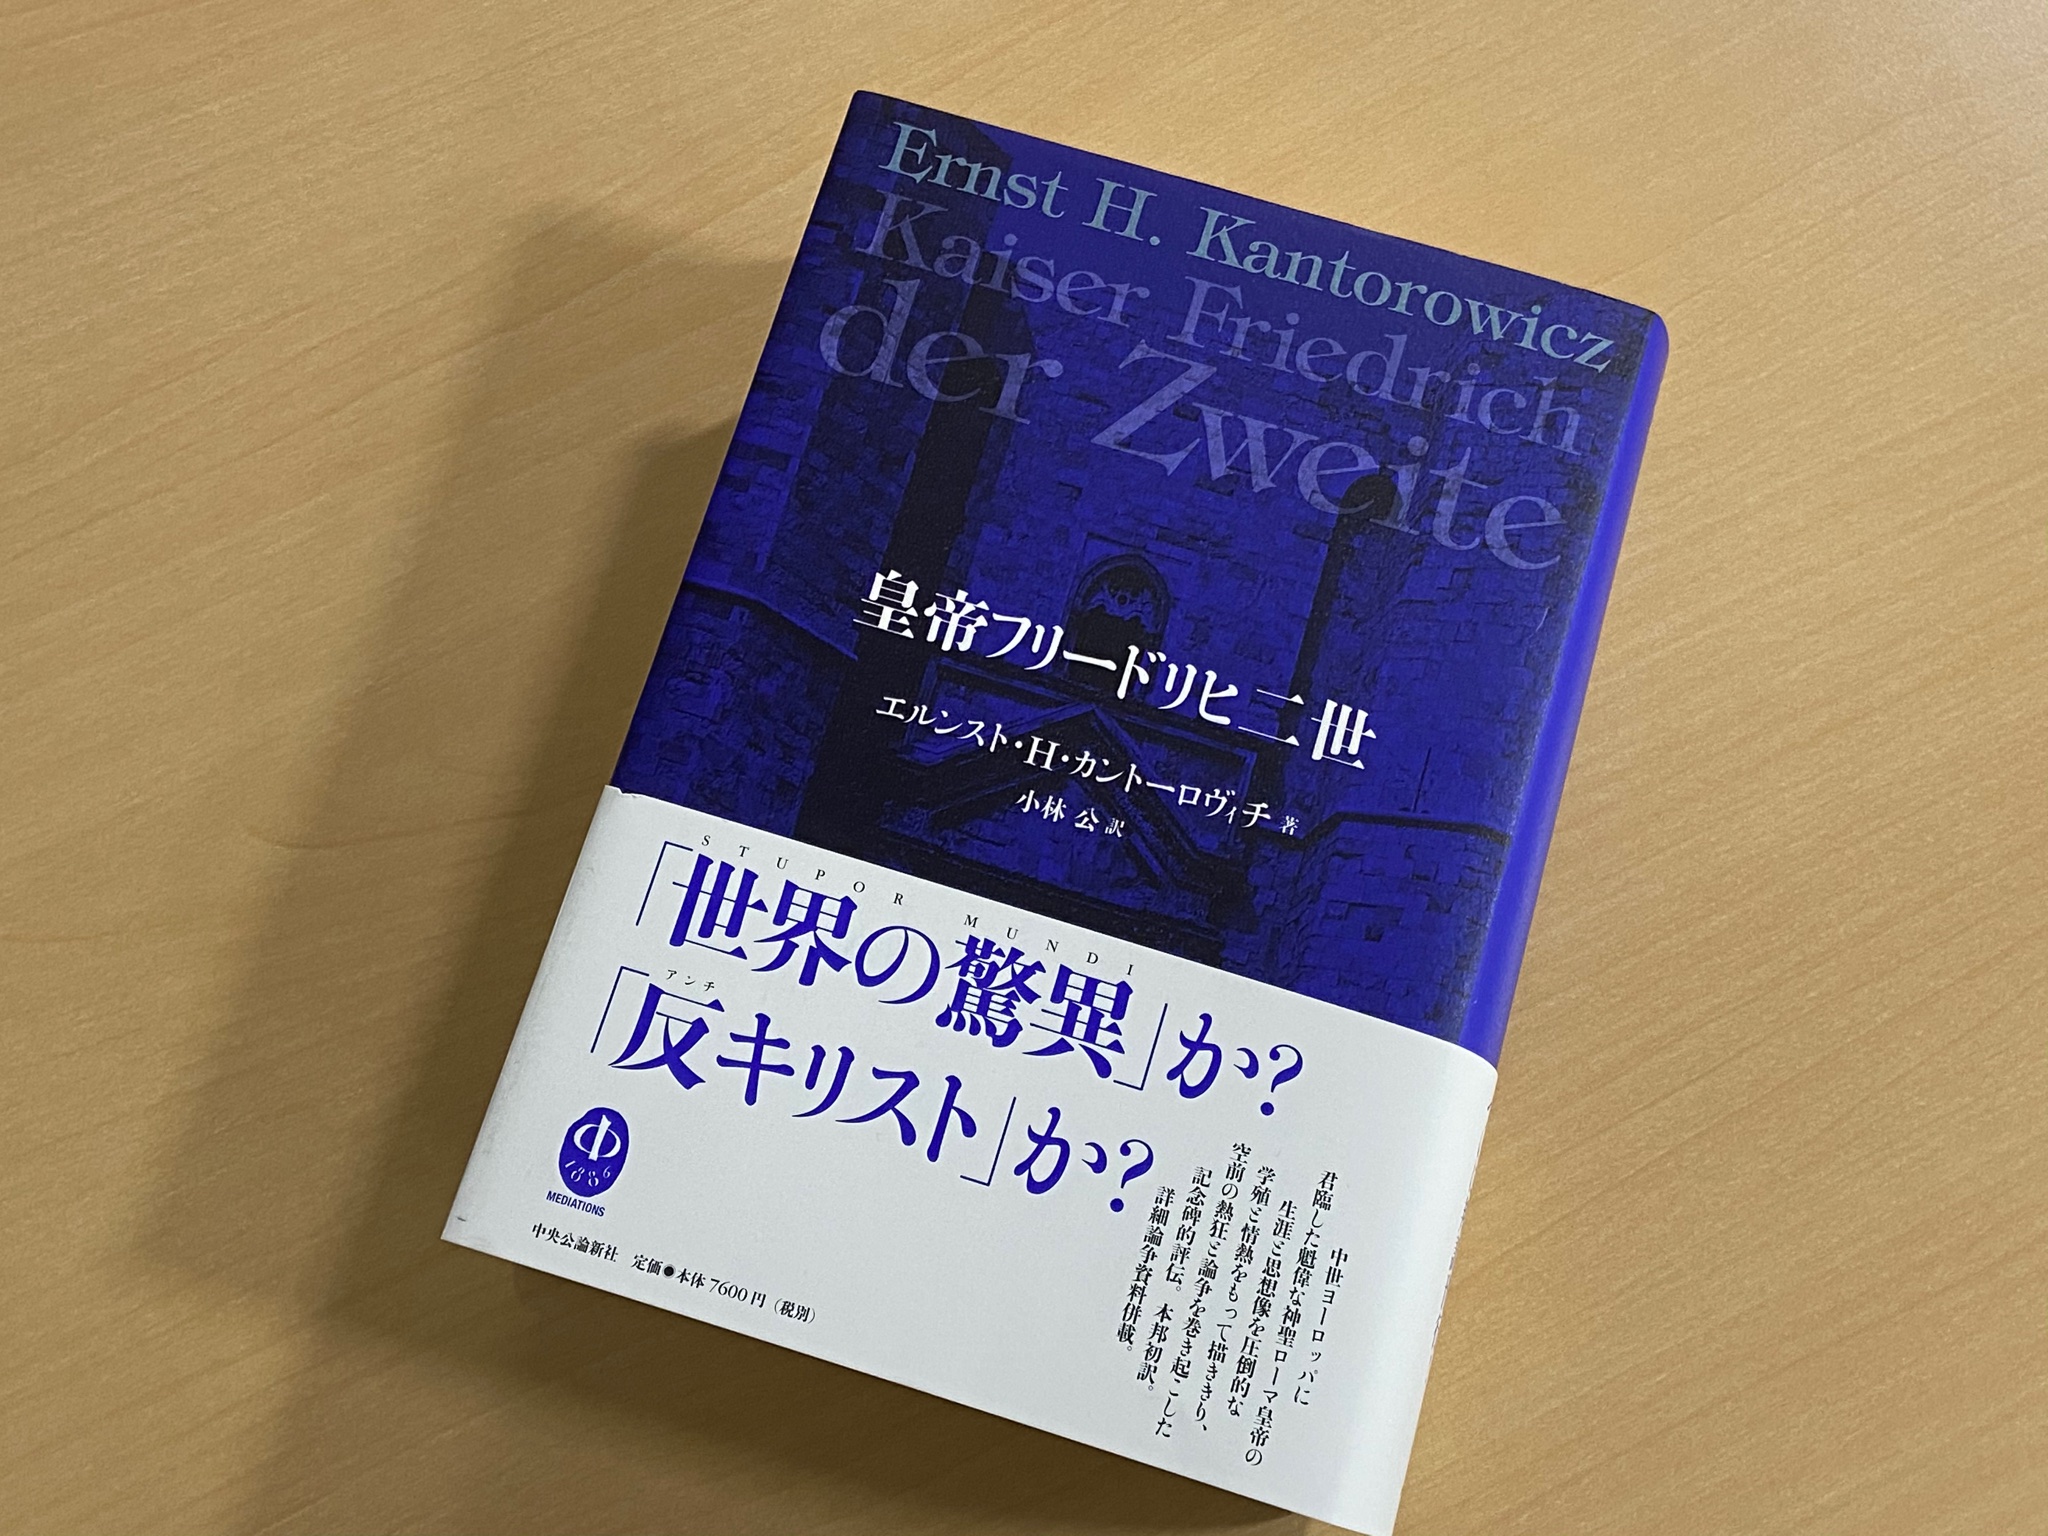 Ernst H. Kantorowicz
Kaiser Friedrich
der Zweite
皇帝フリードリヒ二世
エルンスト・H・カントーロヴィチ 著
小林 公 訳
STUPOR MUNDI
「世界の驚異」か?
アンチ
「反キリスト」か?
中世ヨーロッパに
君臨した魁偉な神聖ローマ皇帝の
生涯と思想像を圧倒的な
学殖と情熱をもって描ききり、
空前の熱狂と論争を巻き起こした
記念碑的評伝。本邦初訳。
詳細論争資料併載。
中
1886
MEDIATIONS
中央公論新社 定価●本体 7600円(税別)